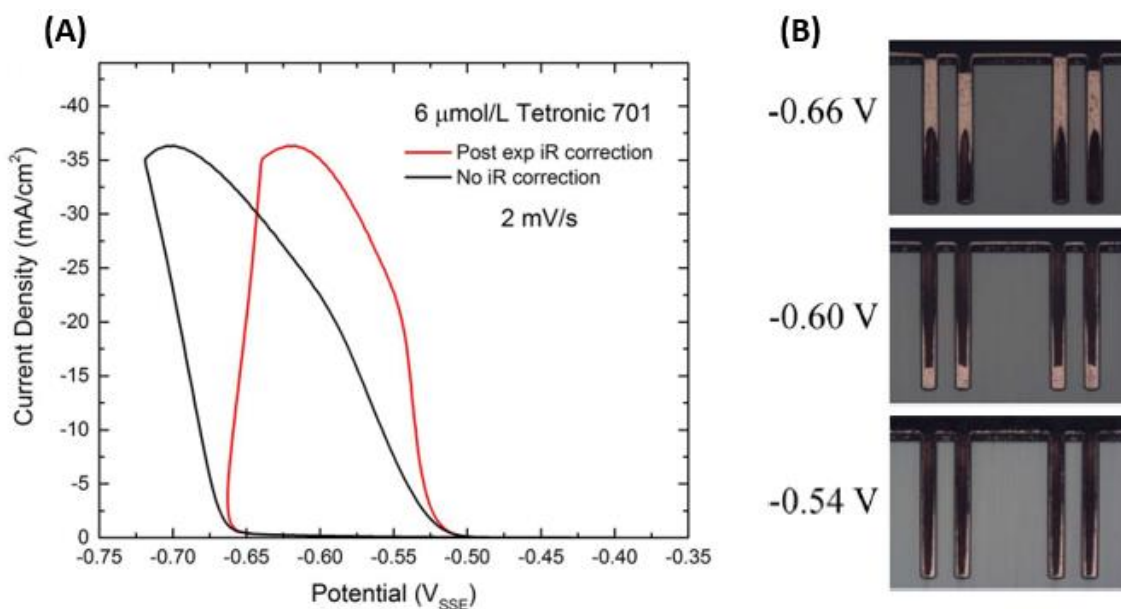 (A)
(B)
6 μmol/L Tetronic 701
Post exp iR correction
No iR correction
2 mV/s
Current Density (mA/cm²)
-40
-35
-30
-25
-20
-15
-10
-5
0
-0.75
-0.70
-0.65
-0.60
-0.55
-0.50
-0.45
-0.40
-0.35
Potential (V_SSE)
-0.66 V
-0.60 V
-0.54 V